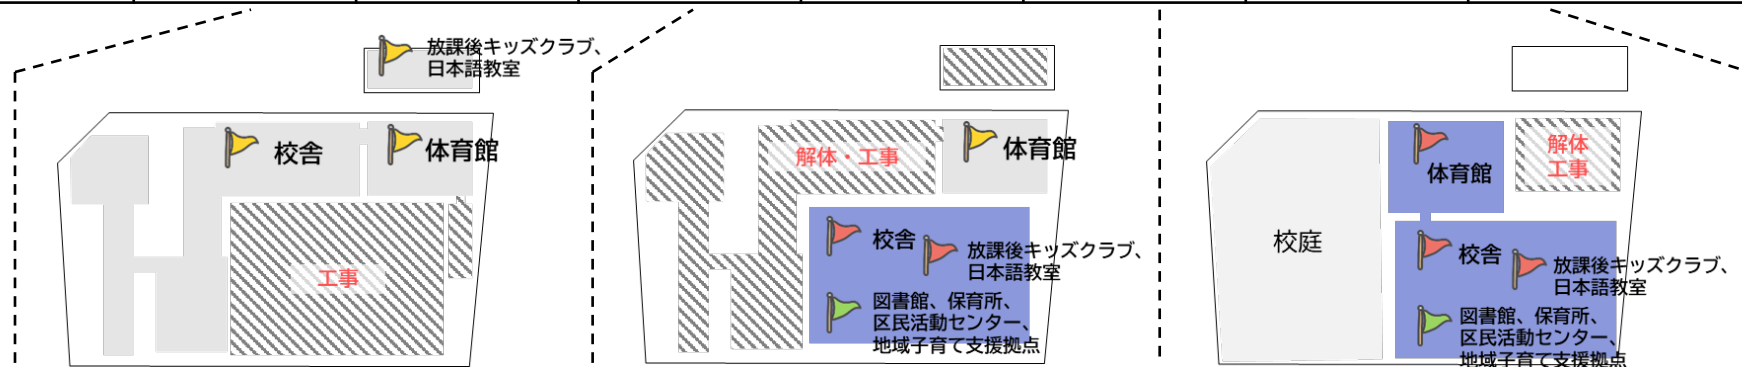 放課後キッズクラブ、
日本語教室
校舎
体育館
工事
解体・工事
体育館
校舎
放課後キッズクラブ、
日本語教室
図書館、保育所、
区民活動センター、
地域子育て支援拠点
体育館
解体
工事
校庭
校舎
放課後キッズクラブ、
日本語教室
図書館、保育所、
区民活動センター、
地域子育て支援拠点